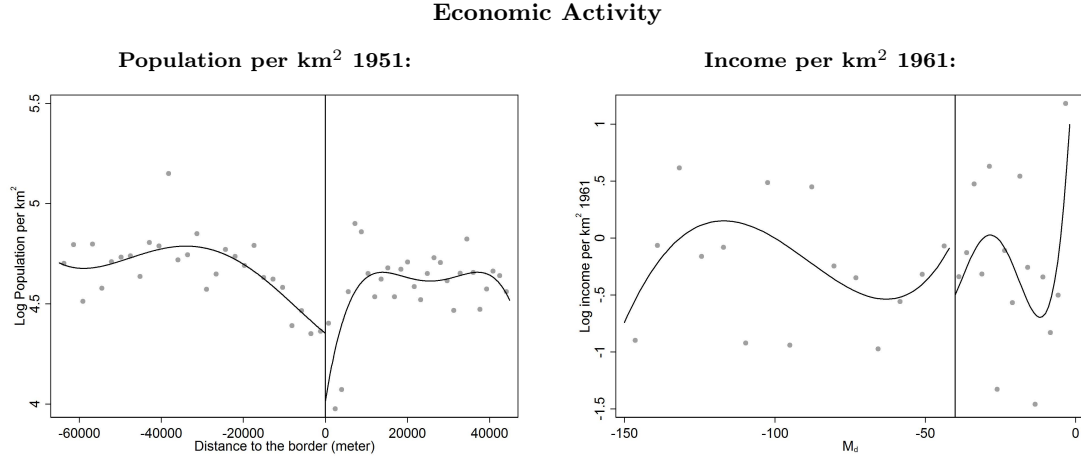 Economic Activity
Population per km² 1951:
Income per km² 1961:
Log Population per km²
5.5
5
4.5
4
-60000 -40000 -20000 0 20000 40000
Distance to the border (meter)
Log income per km² 1961
1
.5
0
-.5
-1
-1.5
-150 -100 -50 0
M_d